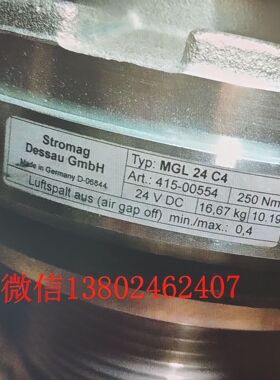 Stromag
Dessau GmbH
Made in Germany D-06844
Typ: MGL 24 C4
Art.: 415-00554
250 Nm
24 V DC
16,67 kg
10.19
Luftspalt aus (air gap off) min./max.: 0,4
微信13802462407